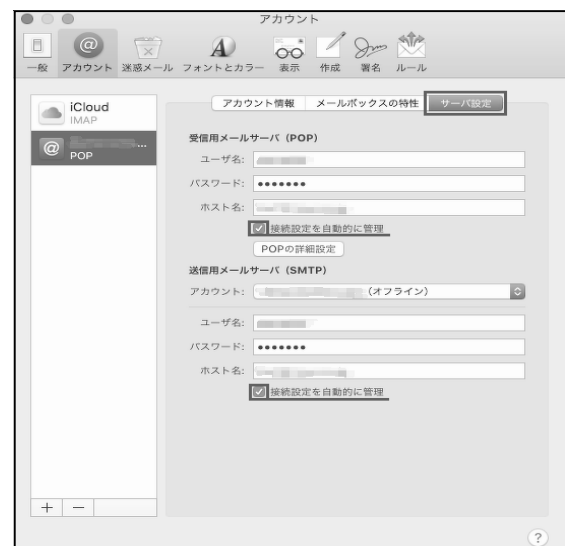 アカウント
一般 アカウント 迷惑メール フォントとカラー 表示 作成 署名 ルール
iCloud
IMAP
...
POP
アカウント情報 メールボックスの特性 サーバ設定
受信用メールサーバ（POP）
ユーザ名:
パスワード: •••••••
ホスト名:
接続設定を自動的に管理
POPの詳細設定
送信用メールサーバ（SMTP）
アカウント: （オフライン）
ユーザ名:
パスワード: •••••••
ホスト名:
接続設定を自動的に管理
+ −
?